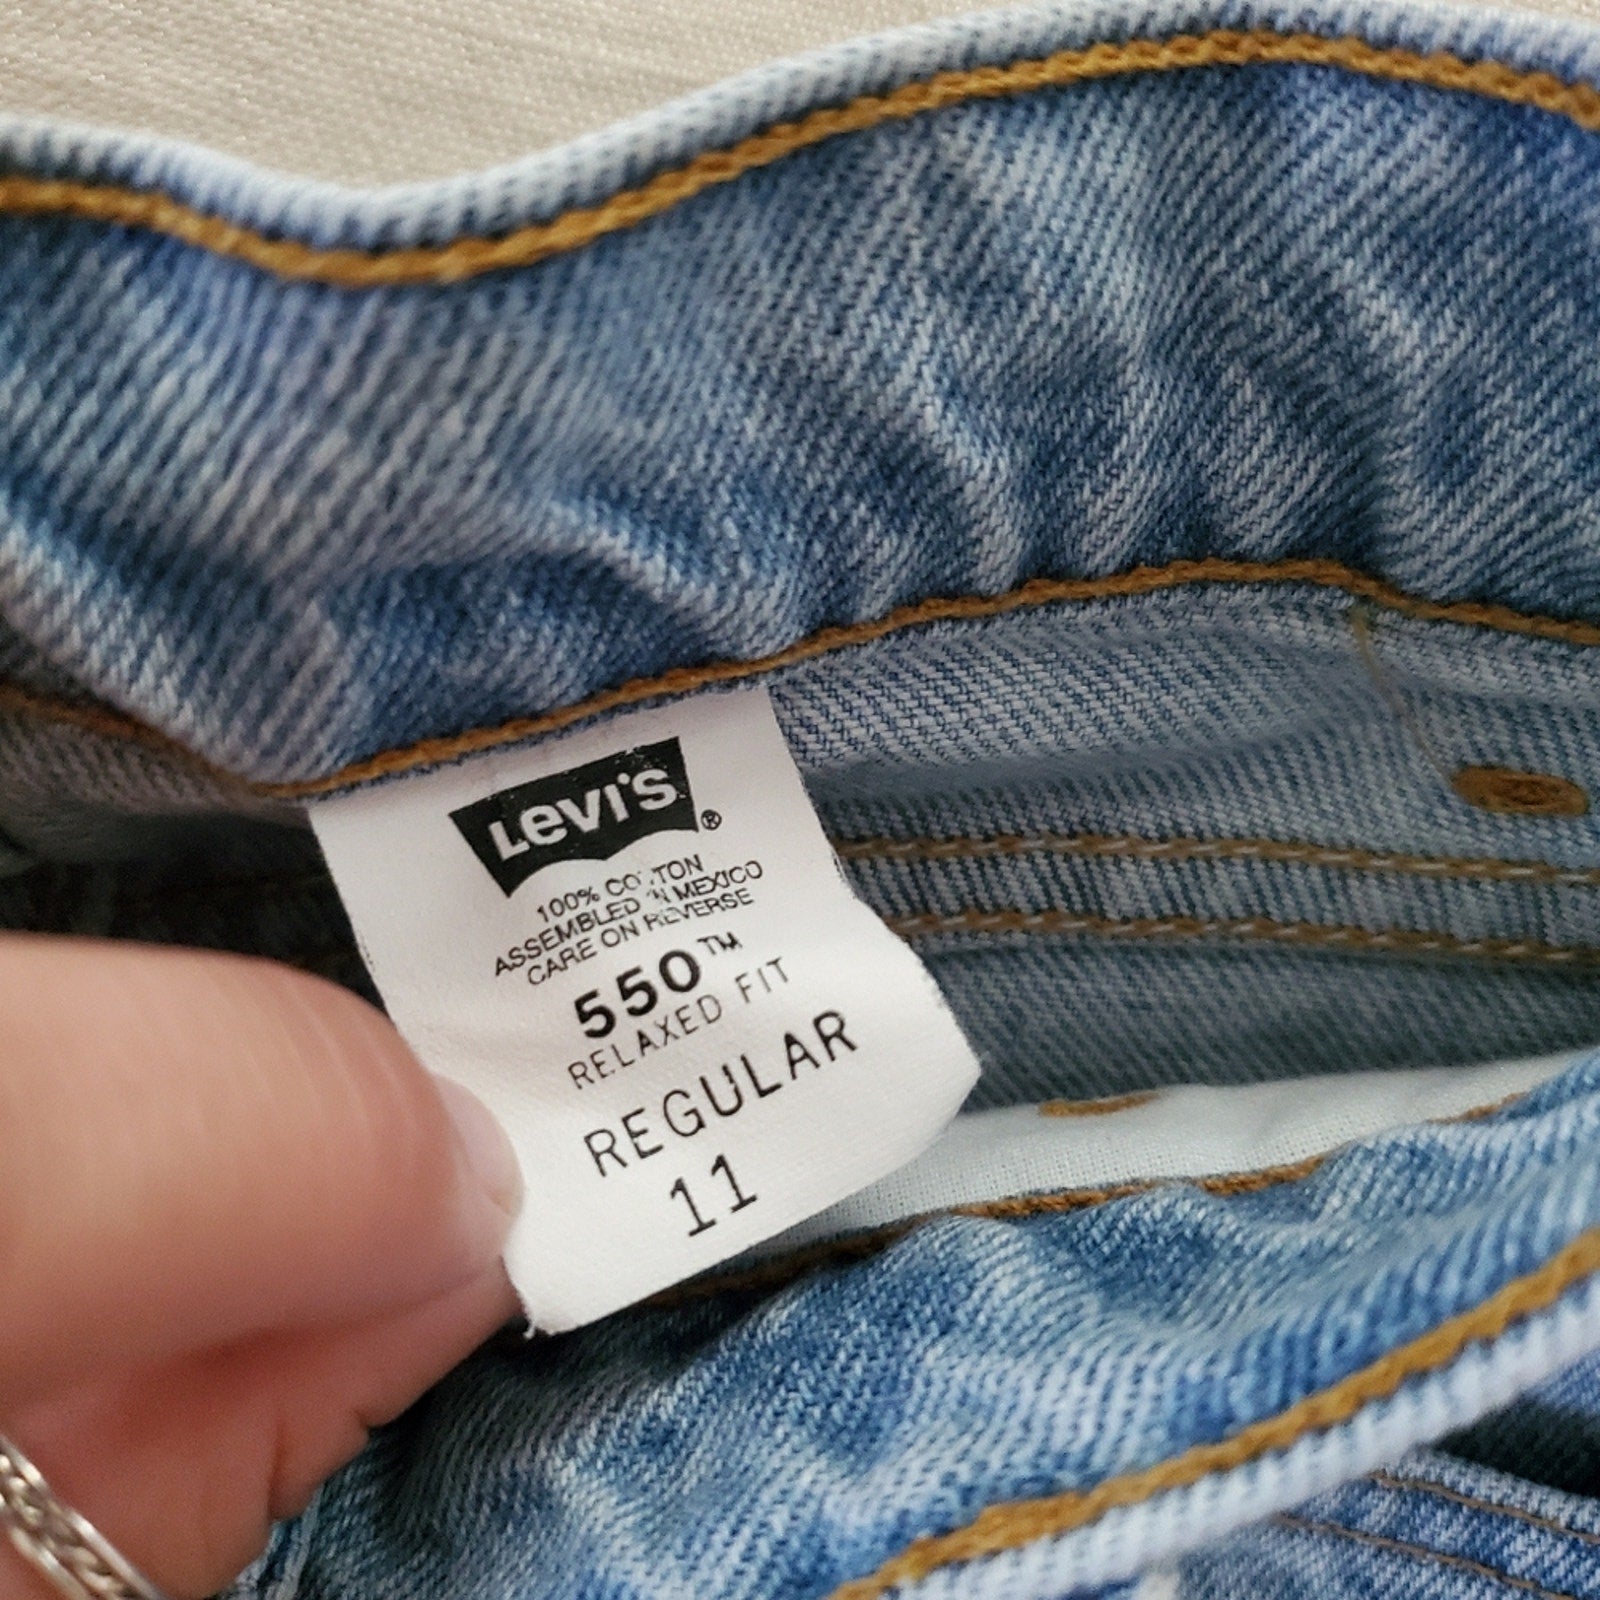 Levi's®
100% COTTON
ASSEMBLED IN MEXICO
CARE ON REVERSE
550™
RELAXED FIT
REGULAR
11